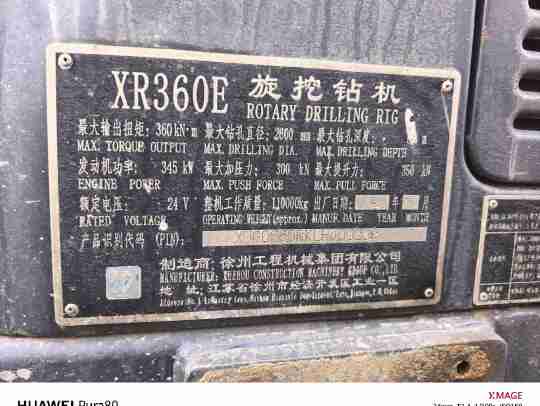 XR360E 旋挖钻机
ROTARY DRILLING RIG
最大输出扭矩: 360kN·m 最大钻孔直径: 2600 mm 最大钻孔深度: m
MAX. TORQUE OUTPUT MAX. DRILLING DIA. MAX. DRILLING DEPTH
发动机功率: 345 kW 最大加压力: 300 kN 最大提升力: 350 kN
ENGINE POWER MAX. PUSH FORCE MAX. PULL FORCE
额定电压: 24 V 整机工作质量: 110000kg 出厂日期: 年 月
RATED VOLTAGE OPERATING WEIGHT(approx.) MANUF. DATE YEAR MONTH
产品识别代码 (PIN):
制造商: 徐州工程机械集团有限公司
MANUFACTURER: XUZHOU CONSTRUCTION MACHINERY GROUP CO., LTD.
地 址: 江苏省徐州市经济开发区工业一区
HUAWEI Pura80
XMAGE